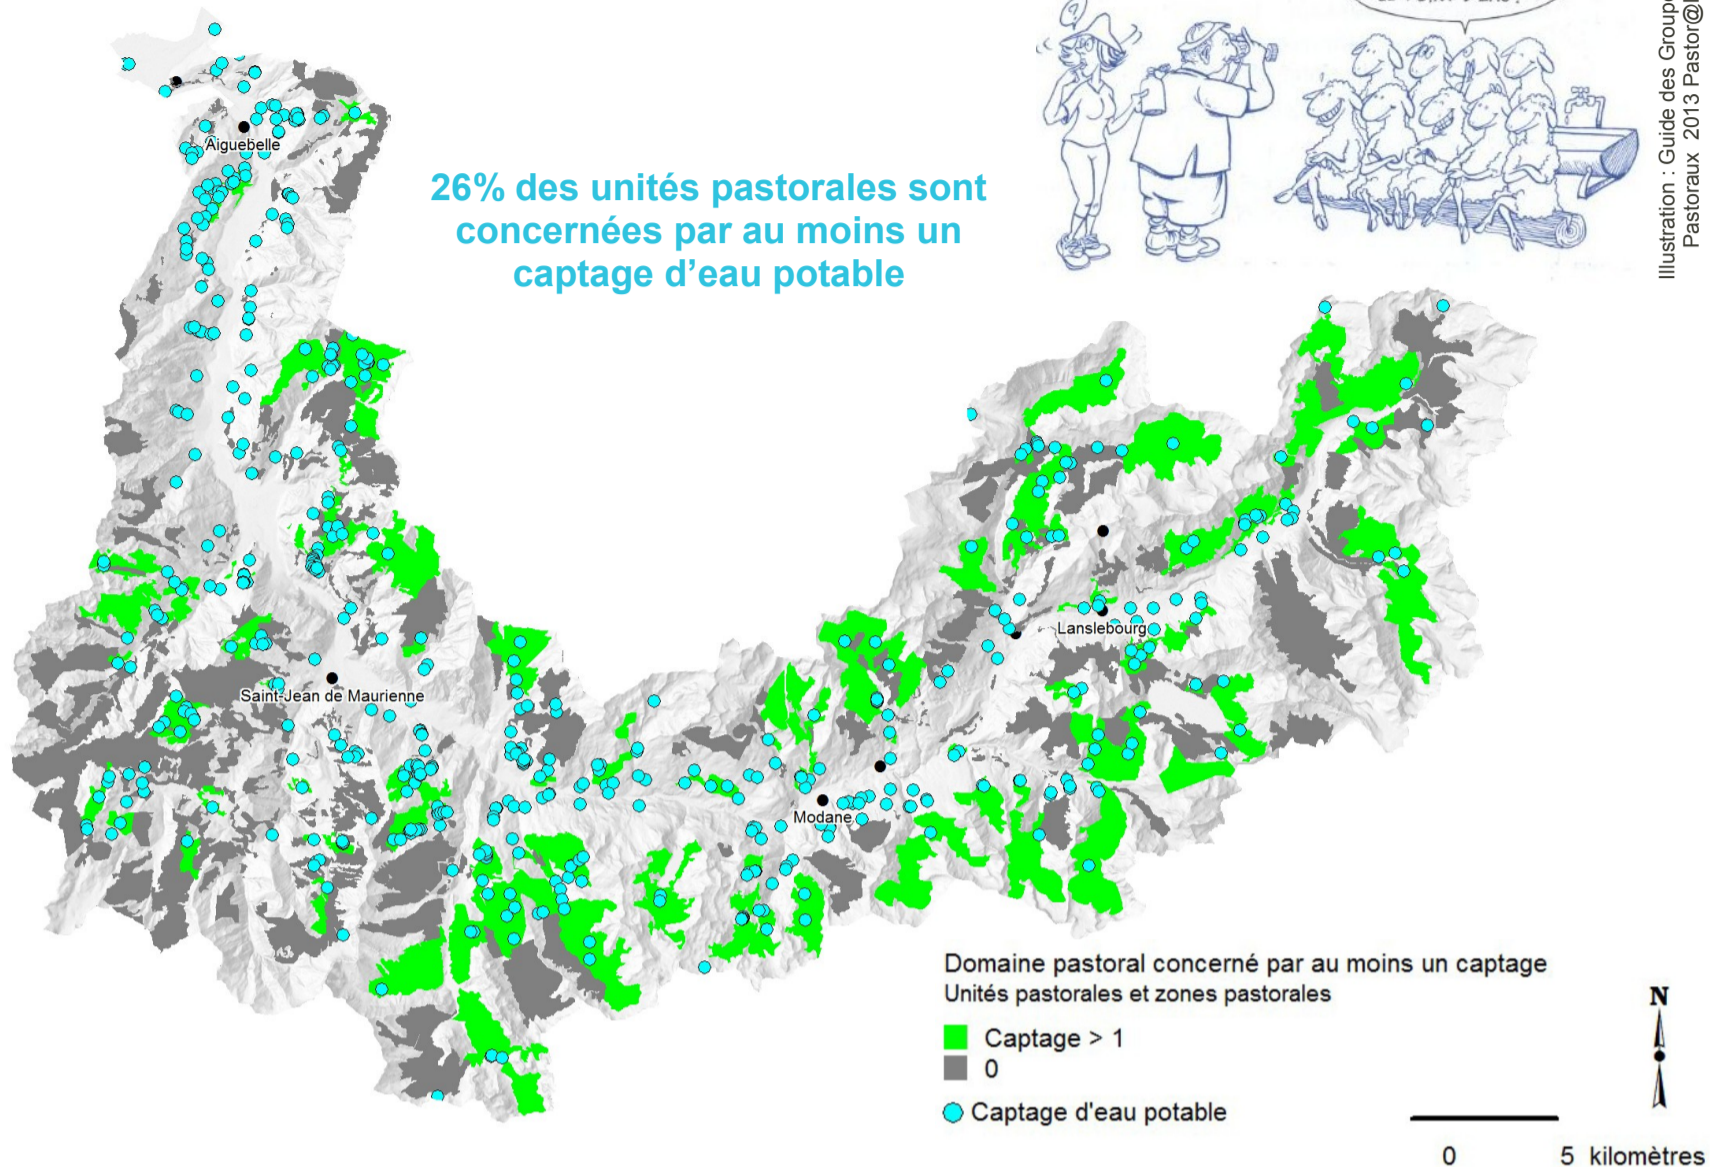 ?
Illustration : Guide des Groupe
Pastoraux 2013 Pastor@l
26% des unités pastorales sont
concernées par au moins un
captage d'eau potable
Aiguebelle
Saint-Jean de Maurienne
Lanslebourg
Modane
Domaine pastoral concerné par au moins un captage
Unités pastorales et zones pastorales
Captage > 1
0
Captage d'eau potable
N
0 5 kilomètres